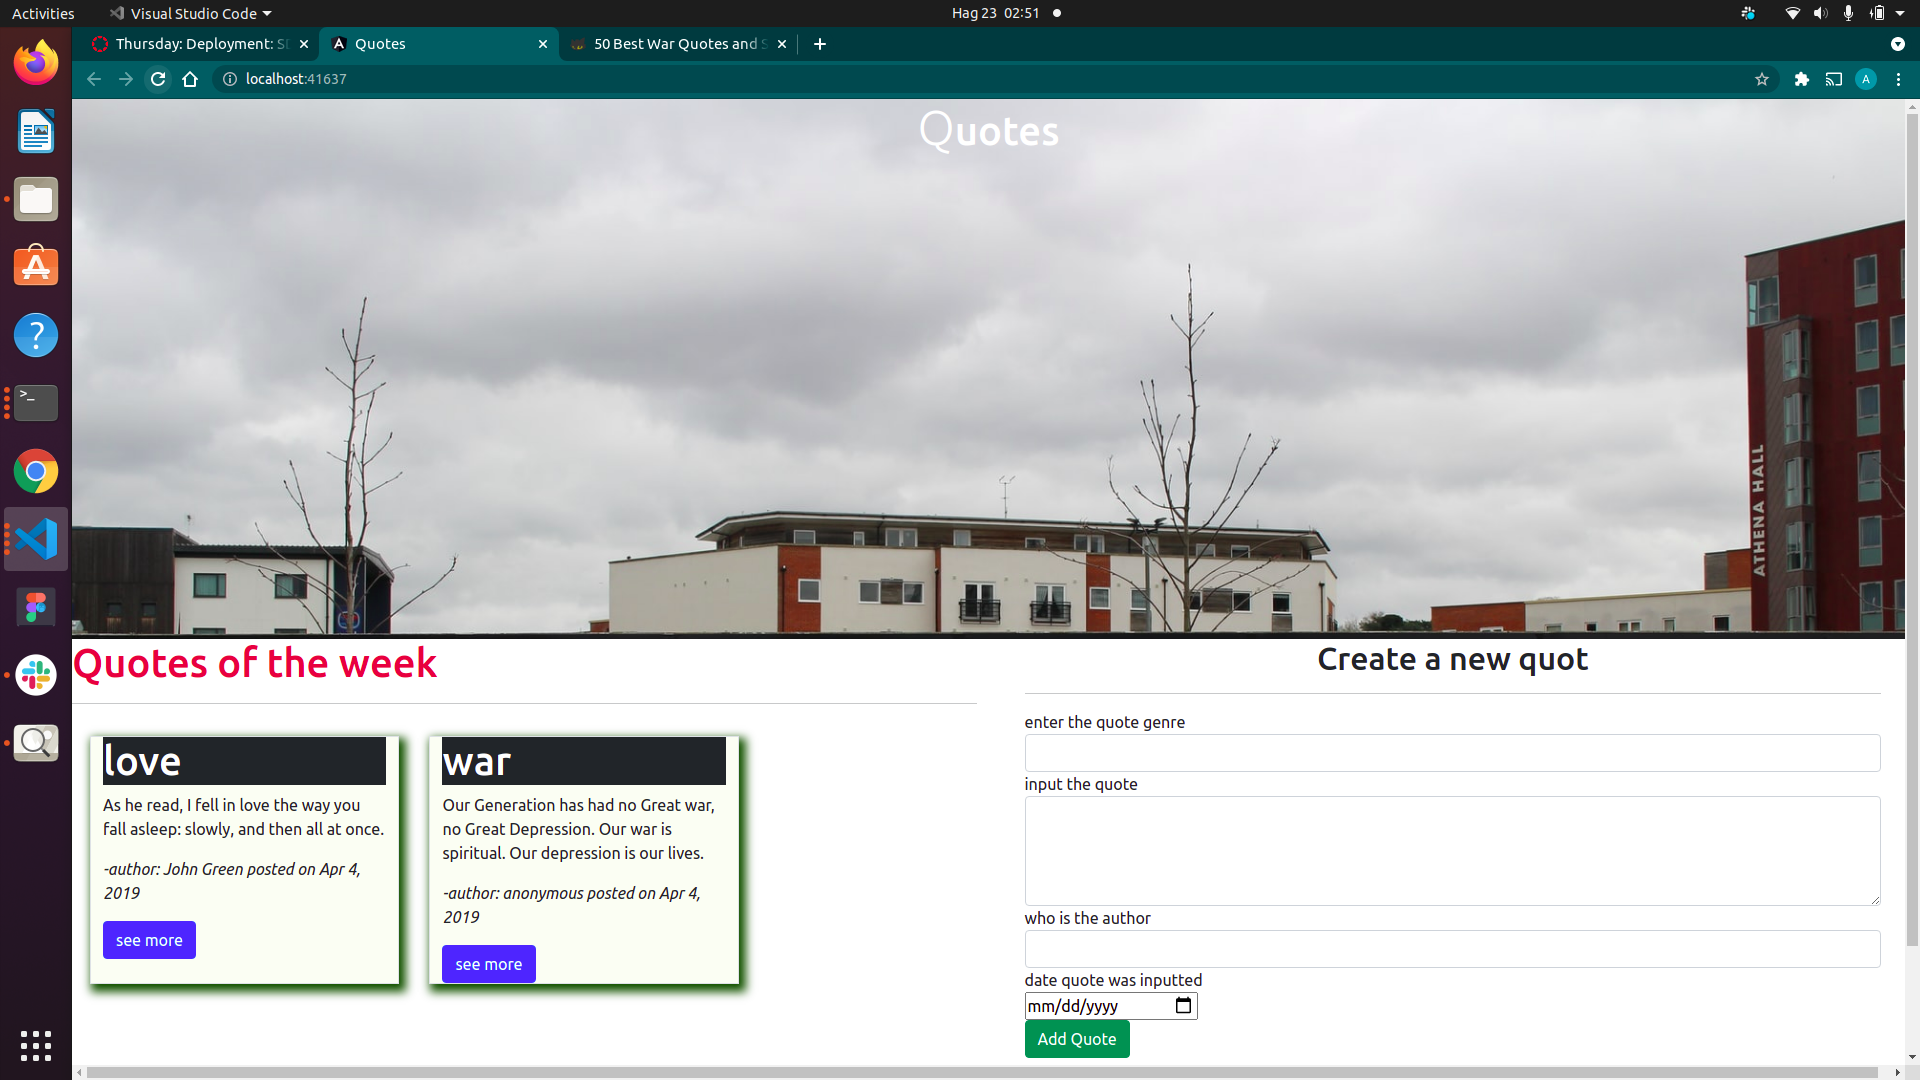 Activities
Visual Studio Code
Hag 23 02:51
Thursday: Deployment: SD
Quotes
50 Best War Quotes and S
localhost:41637
A
Quotes
ATHENA HALL
Quotes of the week
love
As he read, I fell in love the way you
fall asleep: slowly, and then all at once.
-author: John Green posted on Apr 4,
2019
see more
war
Our Generation has had no Great war,
no Great Depression. Our war is
spiritual. Our depression is our lives.
-author: anonymous posted on Apr 4,
2019
see more
Create a new quot
enter the quote genre
input the quote
who is the author
date quote was inputted
mm/dd/yyyy
Add Quote